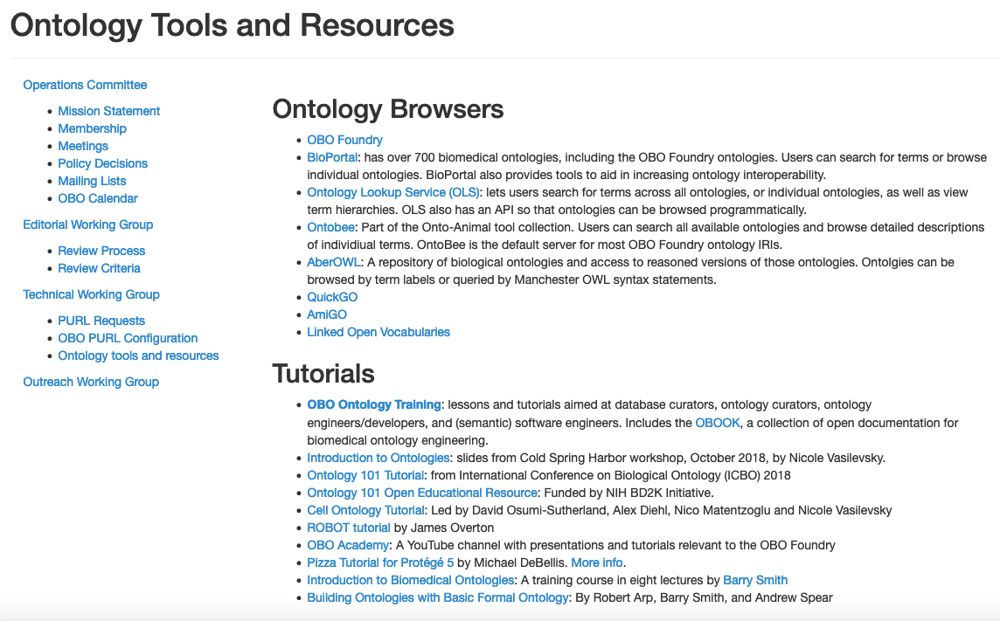 Ontology Tools and Resources
Operations Committee
• Mission Statement
• Membership
• Meetings
• Policy Decisions
• Mailing Lists
• OBO Calendar
Editorial Working Group
• Review Process
• Review Criteria
Technical Working Group
• PURL Requests
• OBO PURL Configuration
• Ontology tools and resources
Outreach Working Group
Ontology Browsers
• OBO Foundry
• BioPortal: has over 700 biomedical ontologies, including the OBO Foundry ontologies. Users can search for terms or browse
individual ontologies. BioPortal also provides tools to aid in increasing ontology interoperability.
• Ontology Lookup Service (OLS): lets users search for terms across all ontologies, or individual ontologies, as well as view
term hierarchies. OLS also has an API so that ontologies can be browsed programmatically.
• Ontobee: Part of the Onto-Animal tool collection. Users can search all available ontologies and browse detailed descriptions
of individiual terms. OntoBee is the default server for most OBO Foundry ontology IRIs.
• AberOWL: A repository of biological ontologies and access to reasoned versions of those ontologies. Ontolgies can be
browsed by term labels or queried by Manchester OWL syntax statements.
• QuickGO
• AmiGO
• Linked Open Vocabularies
Tutorials
• OBO Ontology Training: lessons and tutorials aimed at database curators, ontology curators, ontology
engineers/developers, and (semantic) software engineers. Includes the OBOOK, a collection of open documentation for
biomedical ontology engineering.
• Introduction to Ontologies: slides from Cold Spring Harbor workshop, October 2018, by Nicole Vasilevsky.
• Ontology 101 Tutorial: from International Conference on Biological Ontology (ICBO) 2018
• Ontology 101 Open Educational Resource: Funded by NIH BD2K Initiative.
• Cell Ontology Tutorial: Led by David Osumi-Sutherland, Alex Diehl, Nico Matentzoglu and Nicole Vasilevsky
• ROBOT tutorial by James Overton
• OBO Academy: A YouTube channel with presentations and tutorials relevant to the OBO Foundry
• Pizza Tutorial for Protégé 5 by Michael DeBellis. More info.
• Introduction to Biomedical Ontologies: A training course in eight lectures by Barry Smith
• Building Ontologies with Basic Formal Ontology: By Robert Arp, Barry Smith, and Andrew Spear